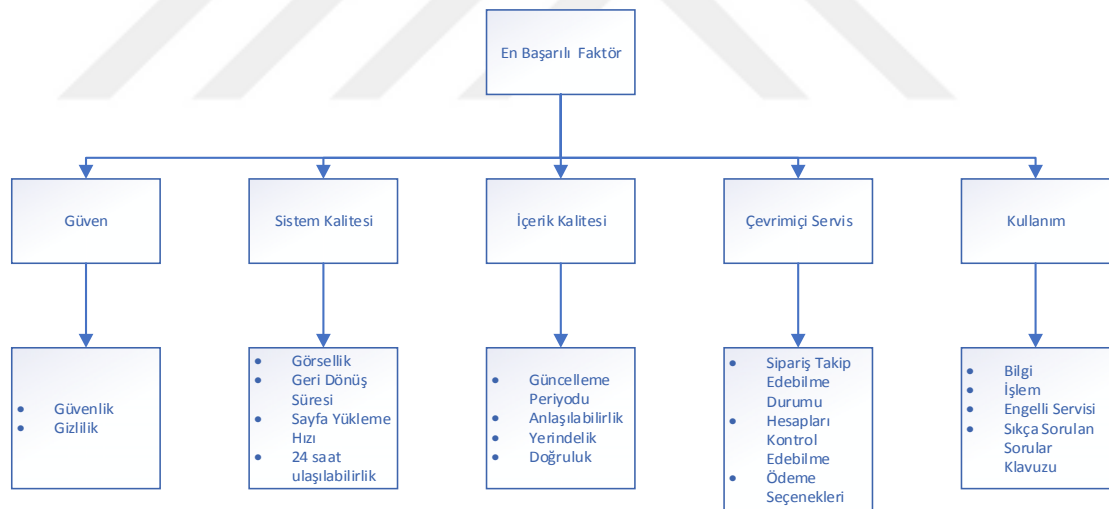 En Başarılı Faktör
Güven
Sistem Kalitesi
İçerik Kalitesi
Çevrimiçi Servis
Kullanım
• Güvenlik
• Gizlilik
• Görsellik
• Geri Dönüş
Süresi
• Sayfa Yükleme
Hızı
• 24 saat
ulaşılabilirlik
• Güncelleme
Periyodu
• Anlaşılabilirlik
• Yerindelik
• Doğruluk
• Sipariş Takip
Edebilme
Durumu
• Hesapları
Kontrol
Edebilme
• Ödeme
Seçenekleri
• Bilgi
• İşlem
• Engelli Servisi
• Sıkça Sorulan
Sorular
Klavuzu